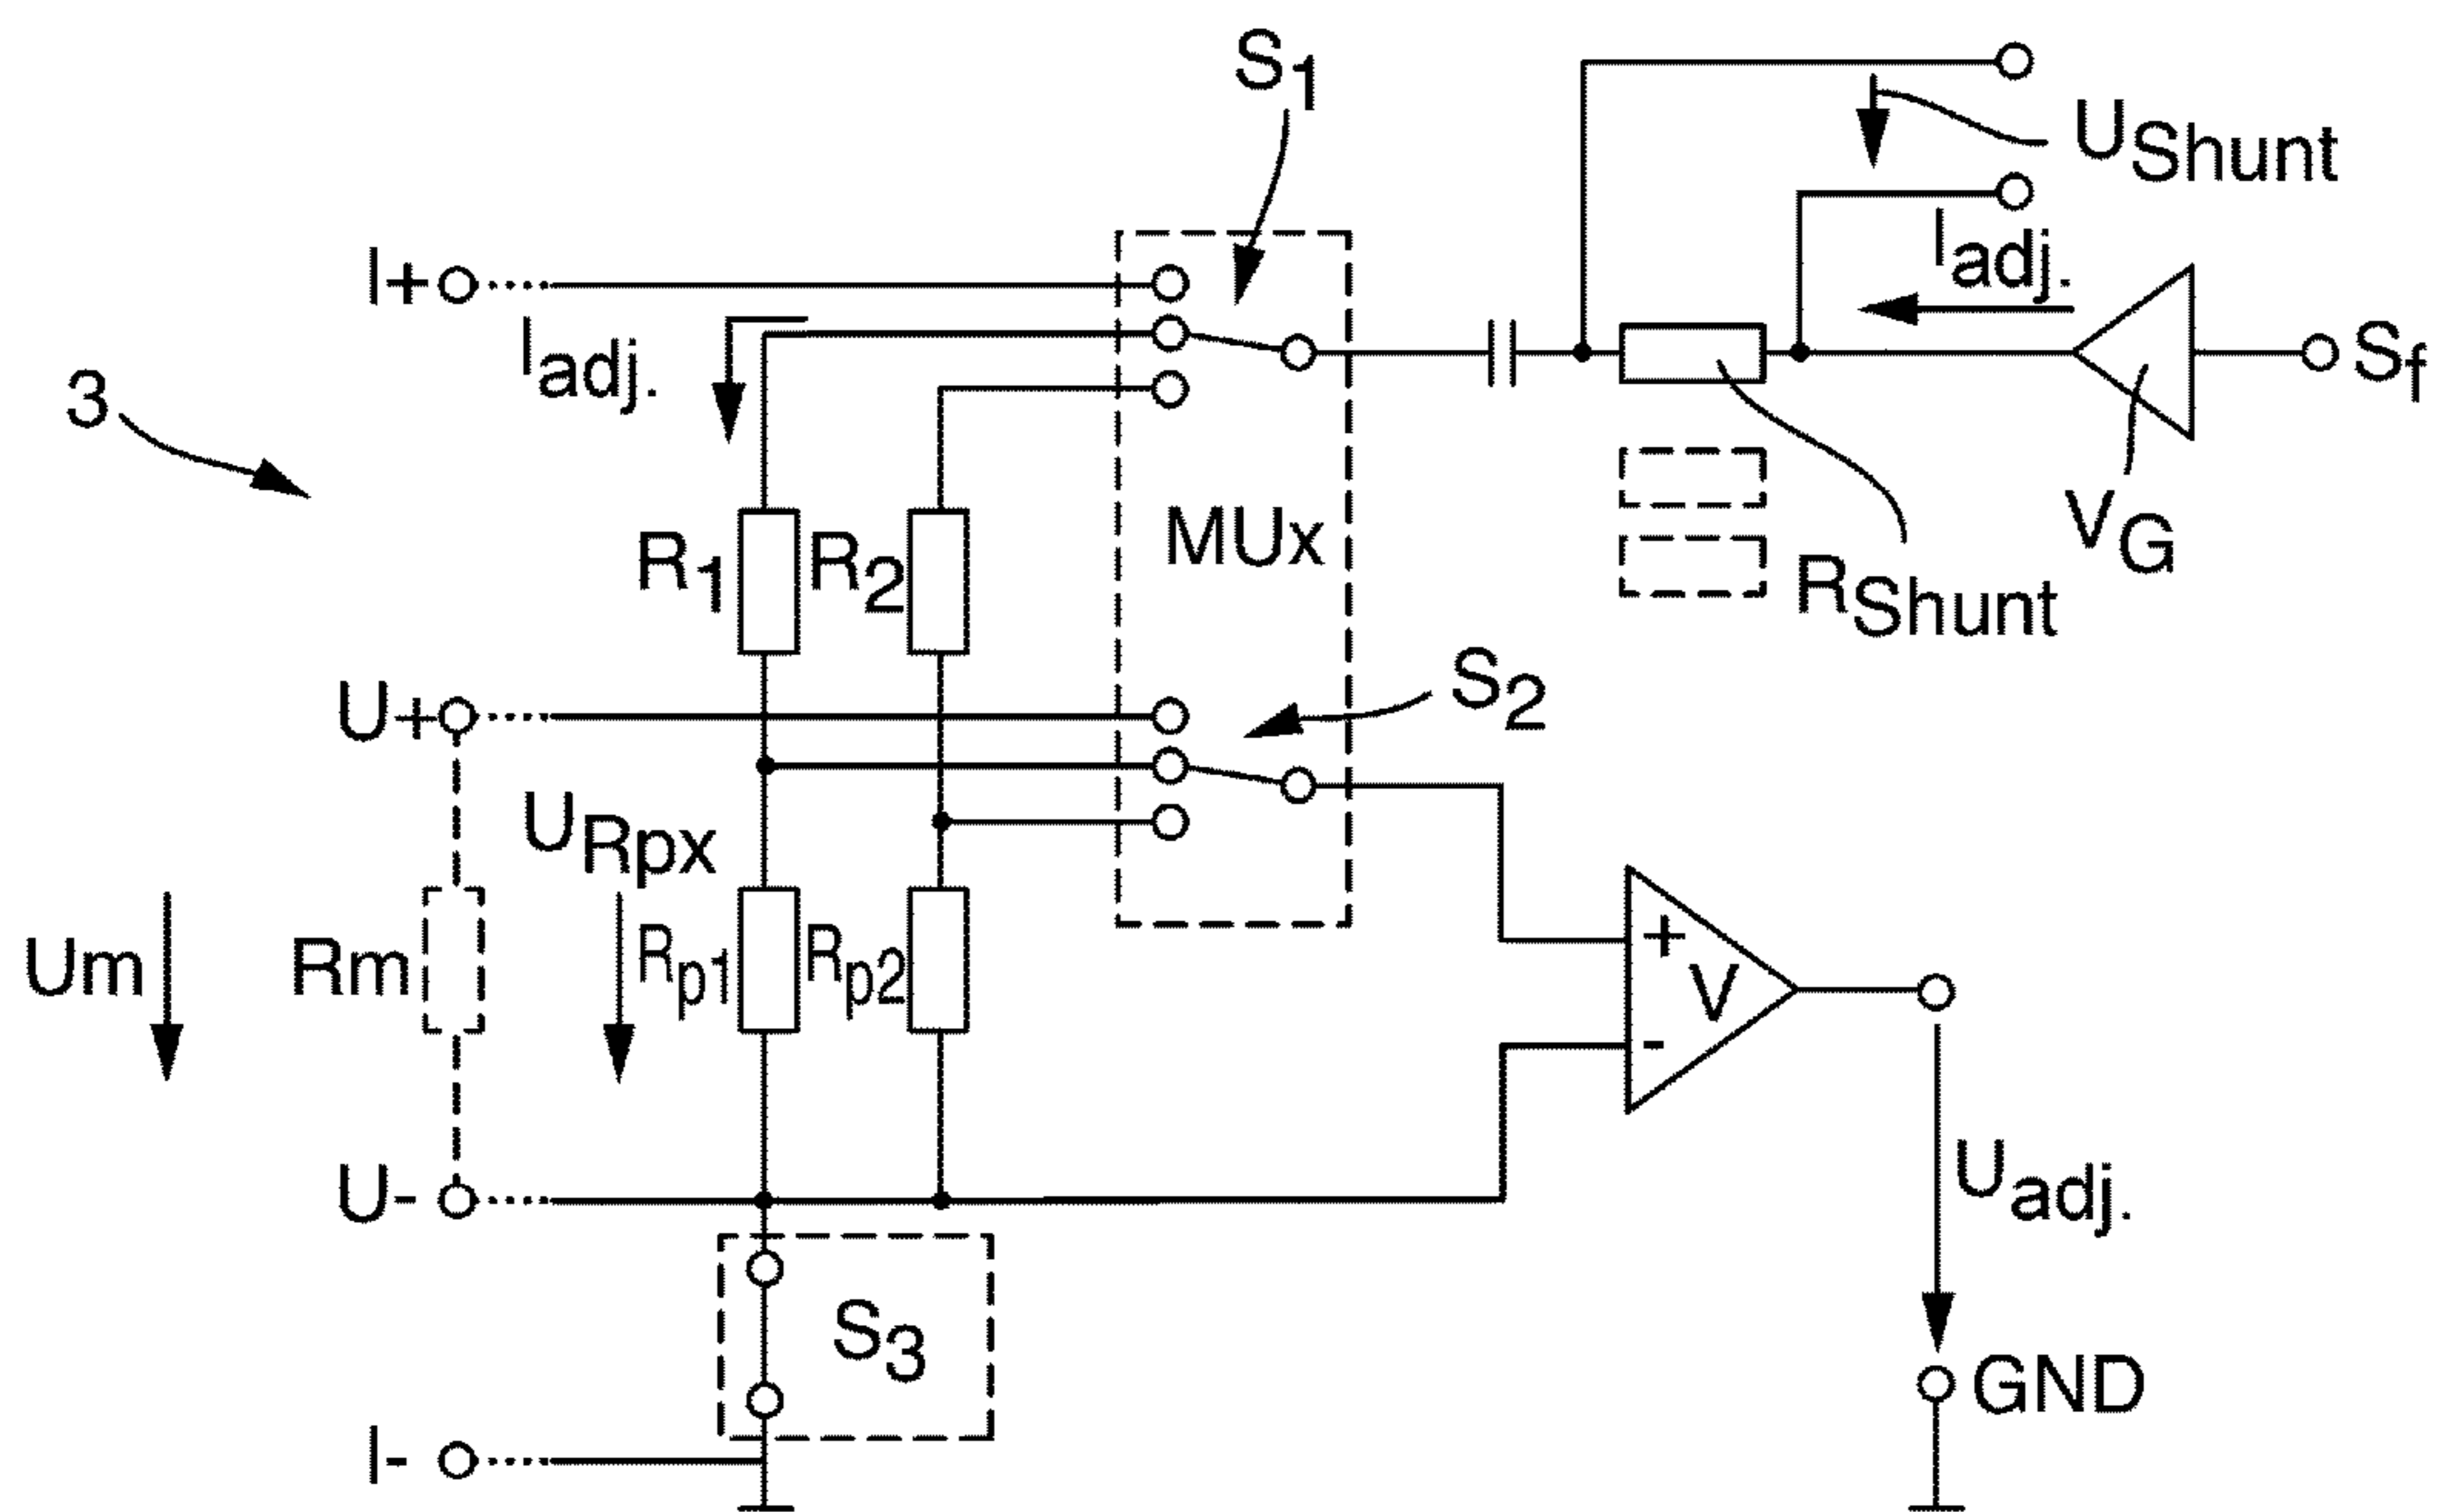 S1
UShunt
I+
Iadj.
Iadj.
Sf
3
R1
R2
MUx
VG
RShunt
S2
U+
URpx
Um
Rm
Rp1
Rp2
+
V
-
U-
Uadj.
S3
GND
I-